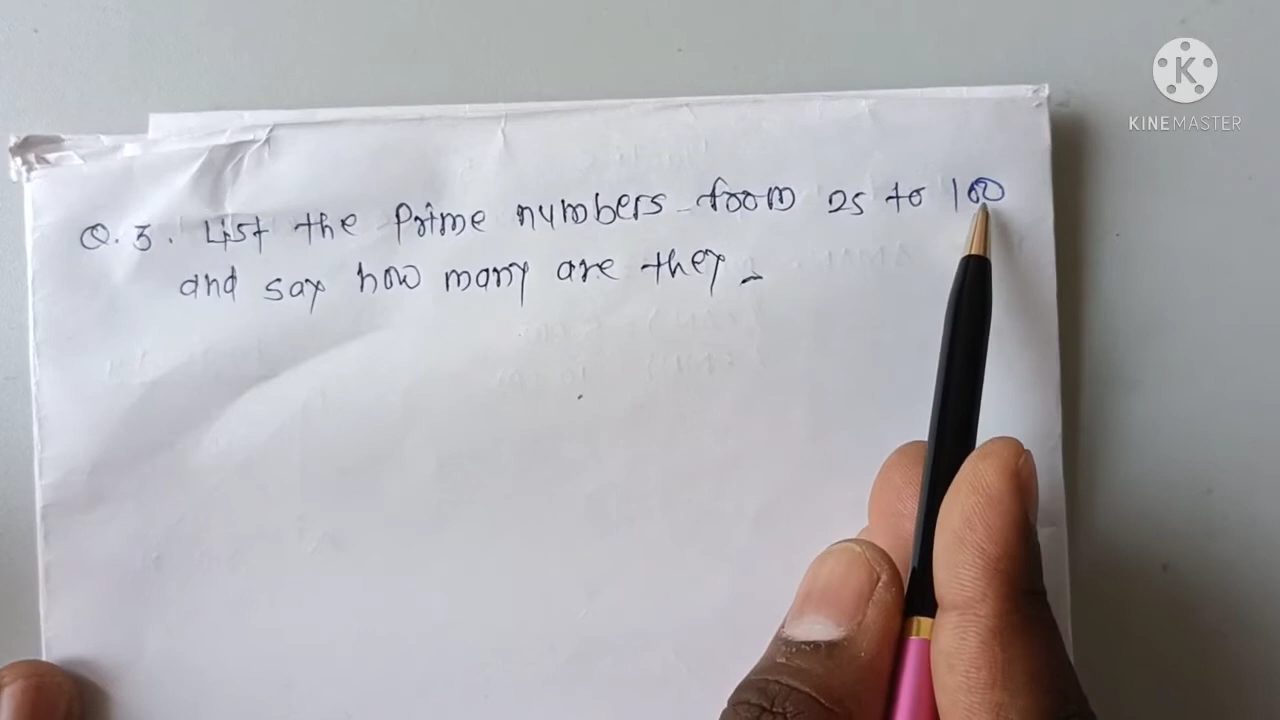 Q. 3. List the Prime numbers from 25 to 100
and say how many are they
K
KINEMASTER